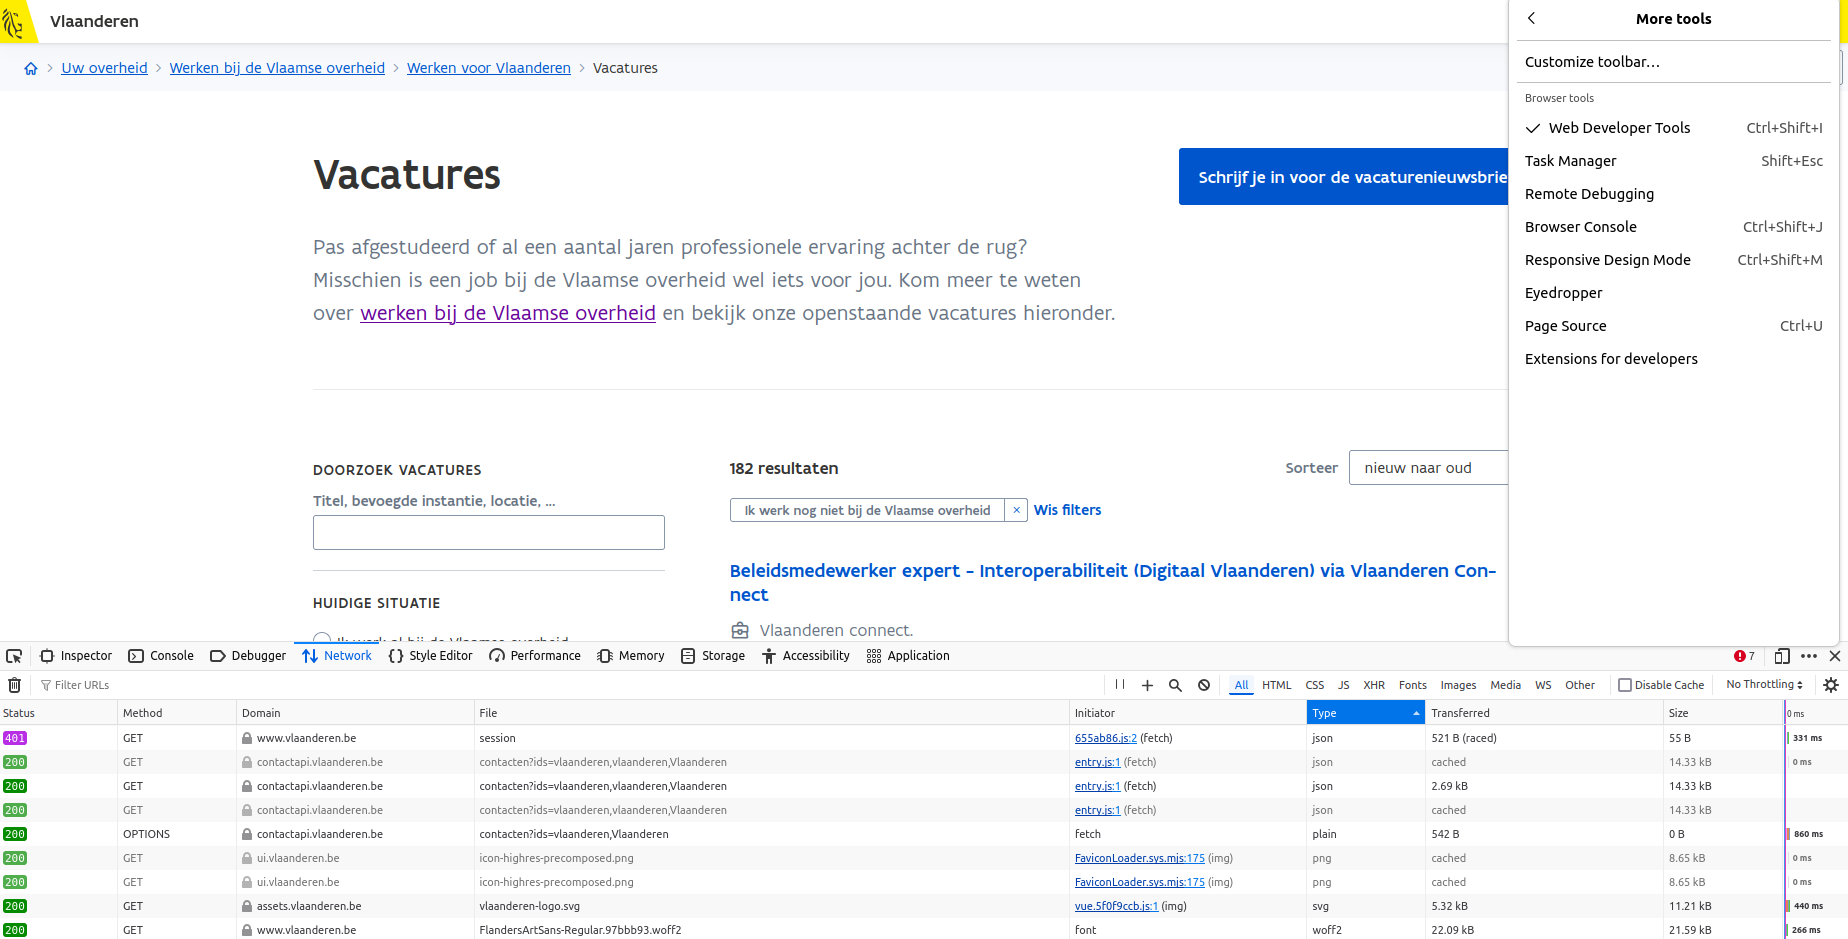 Vlaanderen
Uw overheid > Werken bij de Vlaamse overheid > Werken voor Vlaanderen > Vacatures
Vacatures
Schrijf je in voor de vacaturenieuwsbrie
Pas afgestudeerd of al een aantal jaren professionele ervaring achter de rug?
Misschien is een job bij de Vlaamse overheid wel iets voor jou. Kom meer te weten
over werken bij de Vlaamse overheid en bekijk onze openstaande vacatures hieronder.
DOORZOEK VACATURES
Titel, bevoegde instantie, locatie, ...
HUIDIGE SITUATIE
Ik werk al bij de Vlaamse overheid
182 resultaten
Sorteer nieuw naar oud
Ik werk nog niet bij de Vlaamse overheid × Wis filters
Beleidsmedewerker expert - Interoperabiliteit (Digitaal Vlaanderen) via Vlaanderen Con-
nect
Vlaanderen connect.
More tools
Customize toolbar...
Browser tools
Web Developer Tools Ctrl+Shift+I
Task Manager Shift+Esc
Remote Debugging
Browser Console Ctrl+Shift+J
Responsive Design Mode Ctrl+Shift+M
Eyedropper
Page Source Ctrl+U
Extensions for developers
Inspector Console Debugger Network Style Editor Performance Memory Storage Accessibility Application 7
Filter URLs All HTML CSS JS XHR Fonts Images Media WS Other Disable Cache No Throttling
Status Method Domain File Initiator Type Transferred Size 0 ms
401 GET www.vlaanderen.be session 655ab86.js:2 (fetch) json 521 B (raced) 55 B 331 ms
200 GET contactapi.vlaanderen.be contacten?ids=vlaanderen,vlaanderen,Vlaanderen entry.js:1 (fetch) json cached 14.33 kB 0 ms
200 GET contactapi.vlaanderen.be contacten?ids=vlaanderen,vlaanderen,Vlaanderen entry.js:1 (fetch) json 2.69 kB 14.33 kB
200 GET contactapi.vlaanderen.be contacten?ids=vlaanderen,vlaanderen,Vlaanderen entry.js:1 (fetch) json cached 14.33 kB
200 OPTIONS contactapi.vlaanderen.be contacten?ids=vlaanderen,Vlaanderen fetch plain 542 B 0 B 860 ms
200 GET ui.vlaanderen.be icon-highres-precomposed.png FaviconLoader.sys.mjs:175 (img) png cached 8.65 kB 0 ms
200 GET ui.vlaanderen.be icon-highres-precomposed.png FaviconLoader.sys.mjs:175 (img) png cached 8.65 kB 0 ms
200 GET assets.vlaanderen.be vlaanderen-logo.svg vue.5f0f9ccb.js:1 (img) svg 5.32 kB 11.21 kB 440 ms
200 GET www.vlaanderen.be FlandersArtSans-Regular.97bbb93.woff2 font woff2 22.09 kB 21.59 kB 266 ms